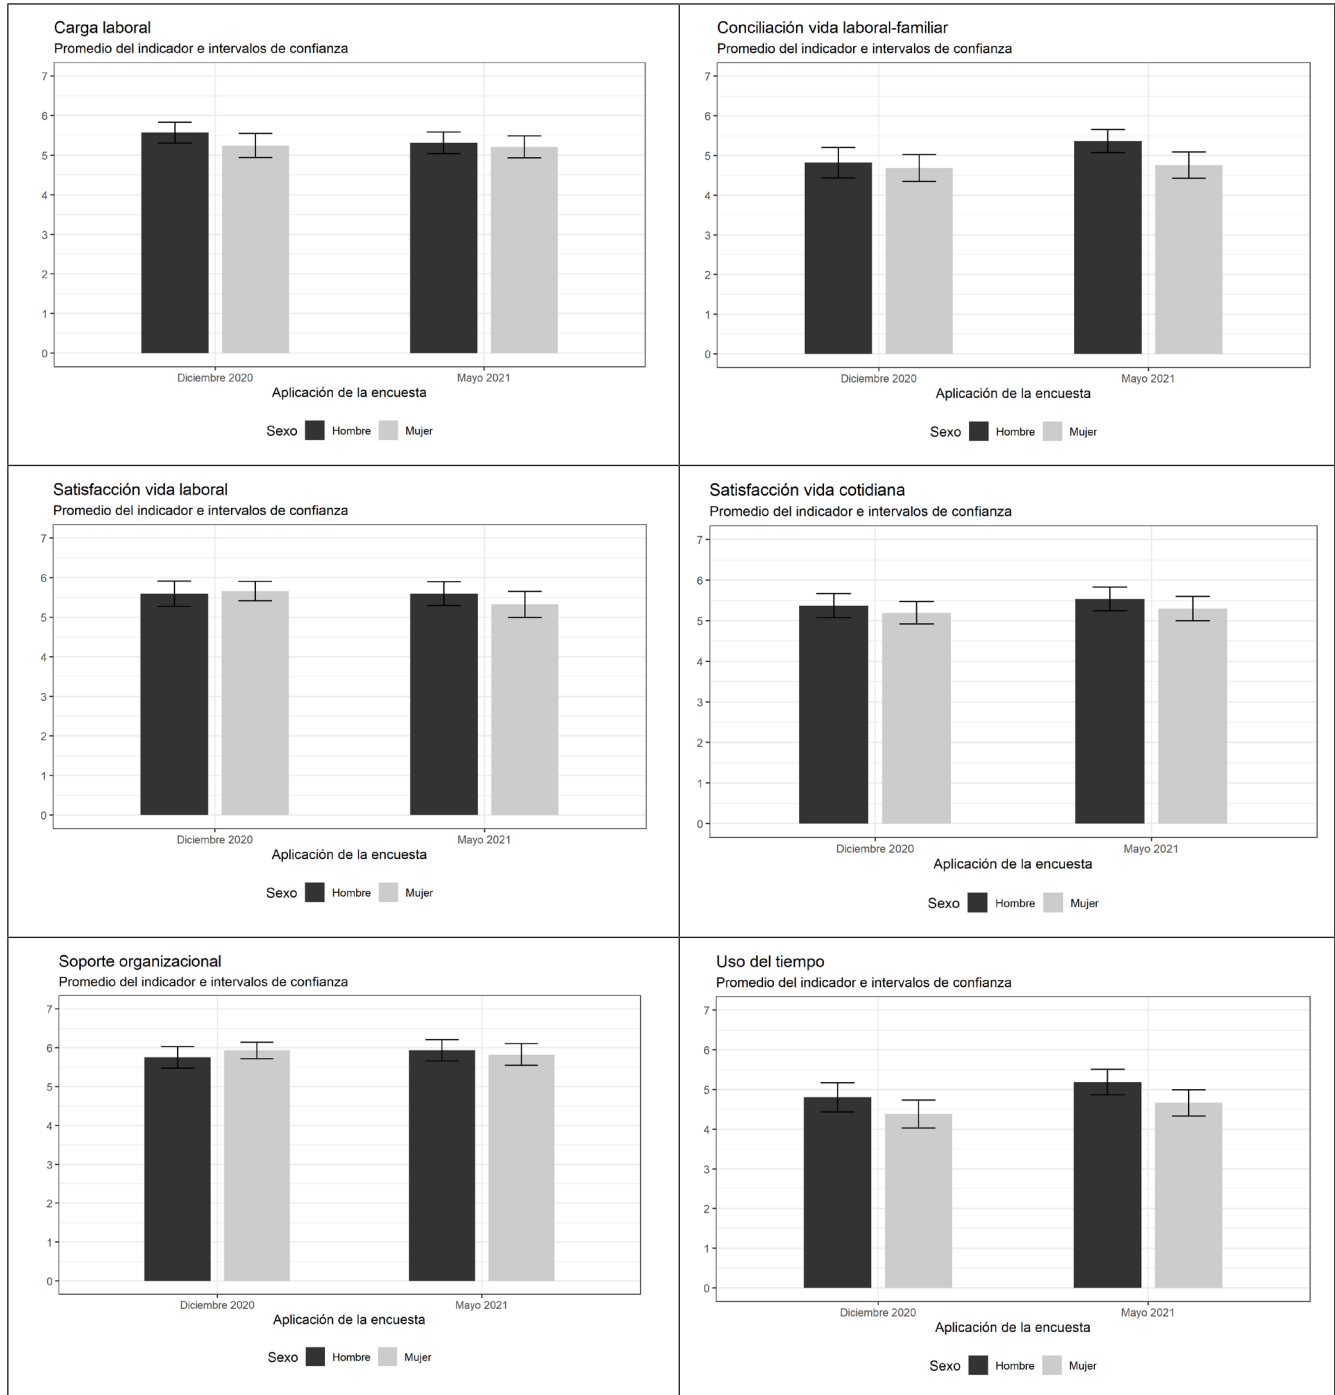 Carga laboral
Promedio del indicador e intervalos de confianza
7
6
5
4
3
2
1
0
Diciembre 2020 Mayo 2021
Aplicación de la encuesta
Sexo Hombre Mujer
Conciliación vida laboral-familiar
Promedio del indicador e intervalos de confianza
7
6
5
4
3
2
1
0
Diciembre 2020 Mayo 2021
Aplicación de la encuesta
Sexo Hombre Mujer
Satisfacción vida laboral
Promedio del indicador e intervalos de confianza
7
6
5
4
3
2
1
0
Diciembre 2020 Mayo 2021
Aplicación de la encuesta
Sexo Hombre Mujer
Satisfacción vida cotidiana
Promedio del indicador e intervalos de confianza
7
6
5
4
3
2
1
0
Diciembre 2020 Mayo 2021
Aplicación de la encuesta
Sexo Hombre Mujer
Soporte organizacional
Promedio del indicador e intervalos de confianza
7
6
5
4
3
2
1
0
Diciembre 2020 Mayo 2021
Aplicación de la encuesta
Sexo Hombre Mujer
Uso del tiempo
Promedio del indicador e intervalos de confianza
7
6
5
4
3
2
1
0
Diciembre 2020 Mayo 2021
Aplicación de la encuesta
Sexo Hombre Mujer